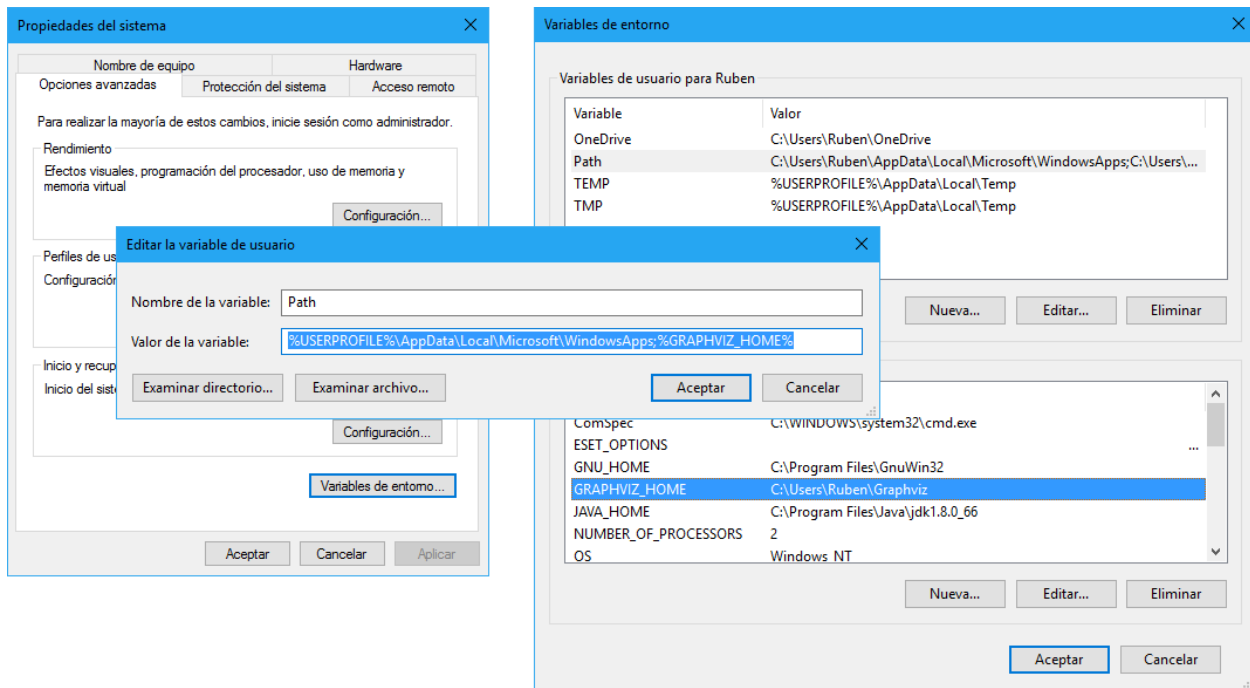 Propiedades del sistema
Nombre de equipo
Hardware
Opciones avanzadas
Protección del sistema
Acceso remoto
Para realizar la mayoría de estos cambios, inicie sesión como administrador.
Rendimiento
Efectos visuales, programación del procesador, uso de memoria y
memoria virtual
Configuración...
Perfiles de us
Configuración
Inicio y recup
Inicio del siste
Configuración...
Variables de entorno...
Aceptar
Cancelar
Aplicar
Editar la variable de usuario
Nombre de la variable:
Path
Valor de la variable:
%USERPROFILE%\AppData\Local\Microsoft\WindowsApps;%GRAPHVIZ_HOME%
Examinar directorio...
Examinar archivo...
Aceptar
Cancelar
Variables de entorno
Variables de usuario para Ruben
Variable Valor
OneDrive C:\Users\Ruben\OneDrive
Path C:\Users\Ruben\AppData\Local\Microsoft\WindowsApps;C:\Users\...
TEMP %USERPROFILE%\AppData\Local\Temp
TMP %USERPROFILE%\AppData\Local\Temp
Nueva...
Editar...
Eliminar
ComSpec C:\WINDOWS\system32\cmd.exe
ESET_OPTIONS ...
GNU_HOME C:\Program Files\GnuWin32
GRAPHVIZ_HOME C:\Users\Ruben\Graphviz
JAVA_HOME C:\Program Files\Java\jdk1.8.0_66
NUMBER_OF_PROCESSORS 2
OS Windows_NT
Nueva...
Editar...
Eliminar
Aceptar
Cancelar